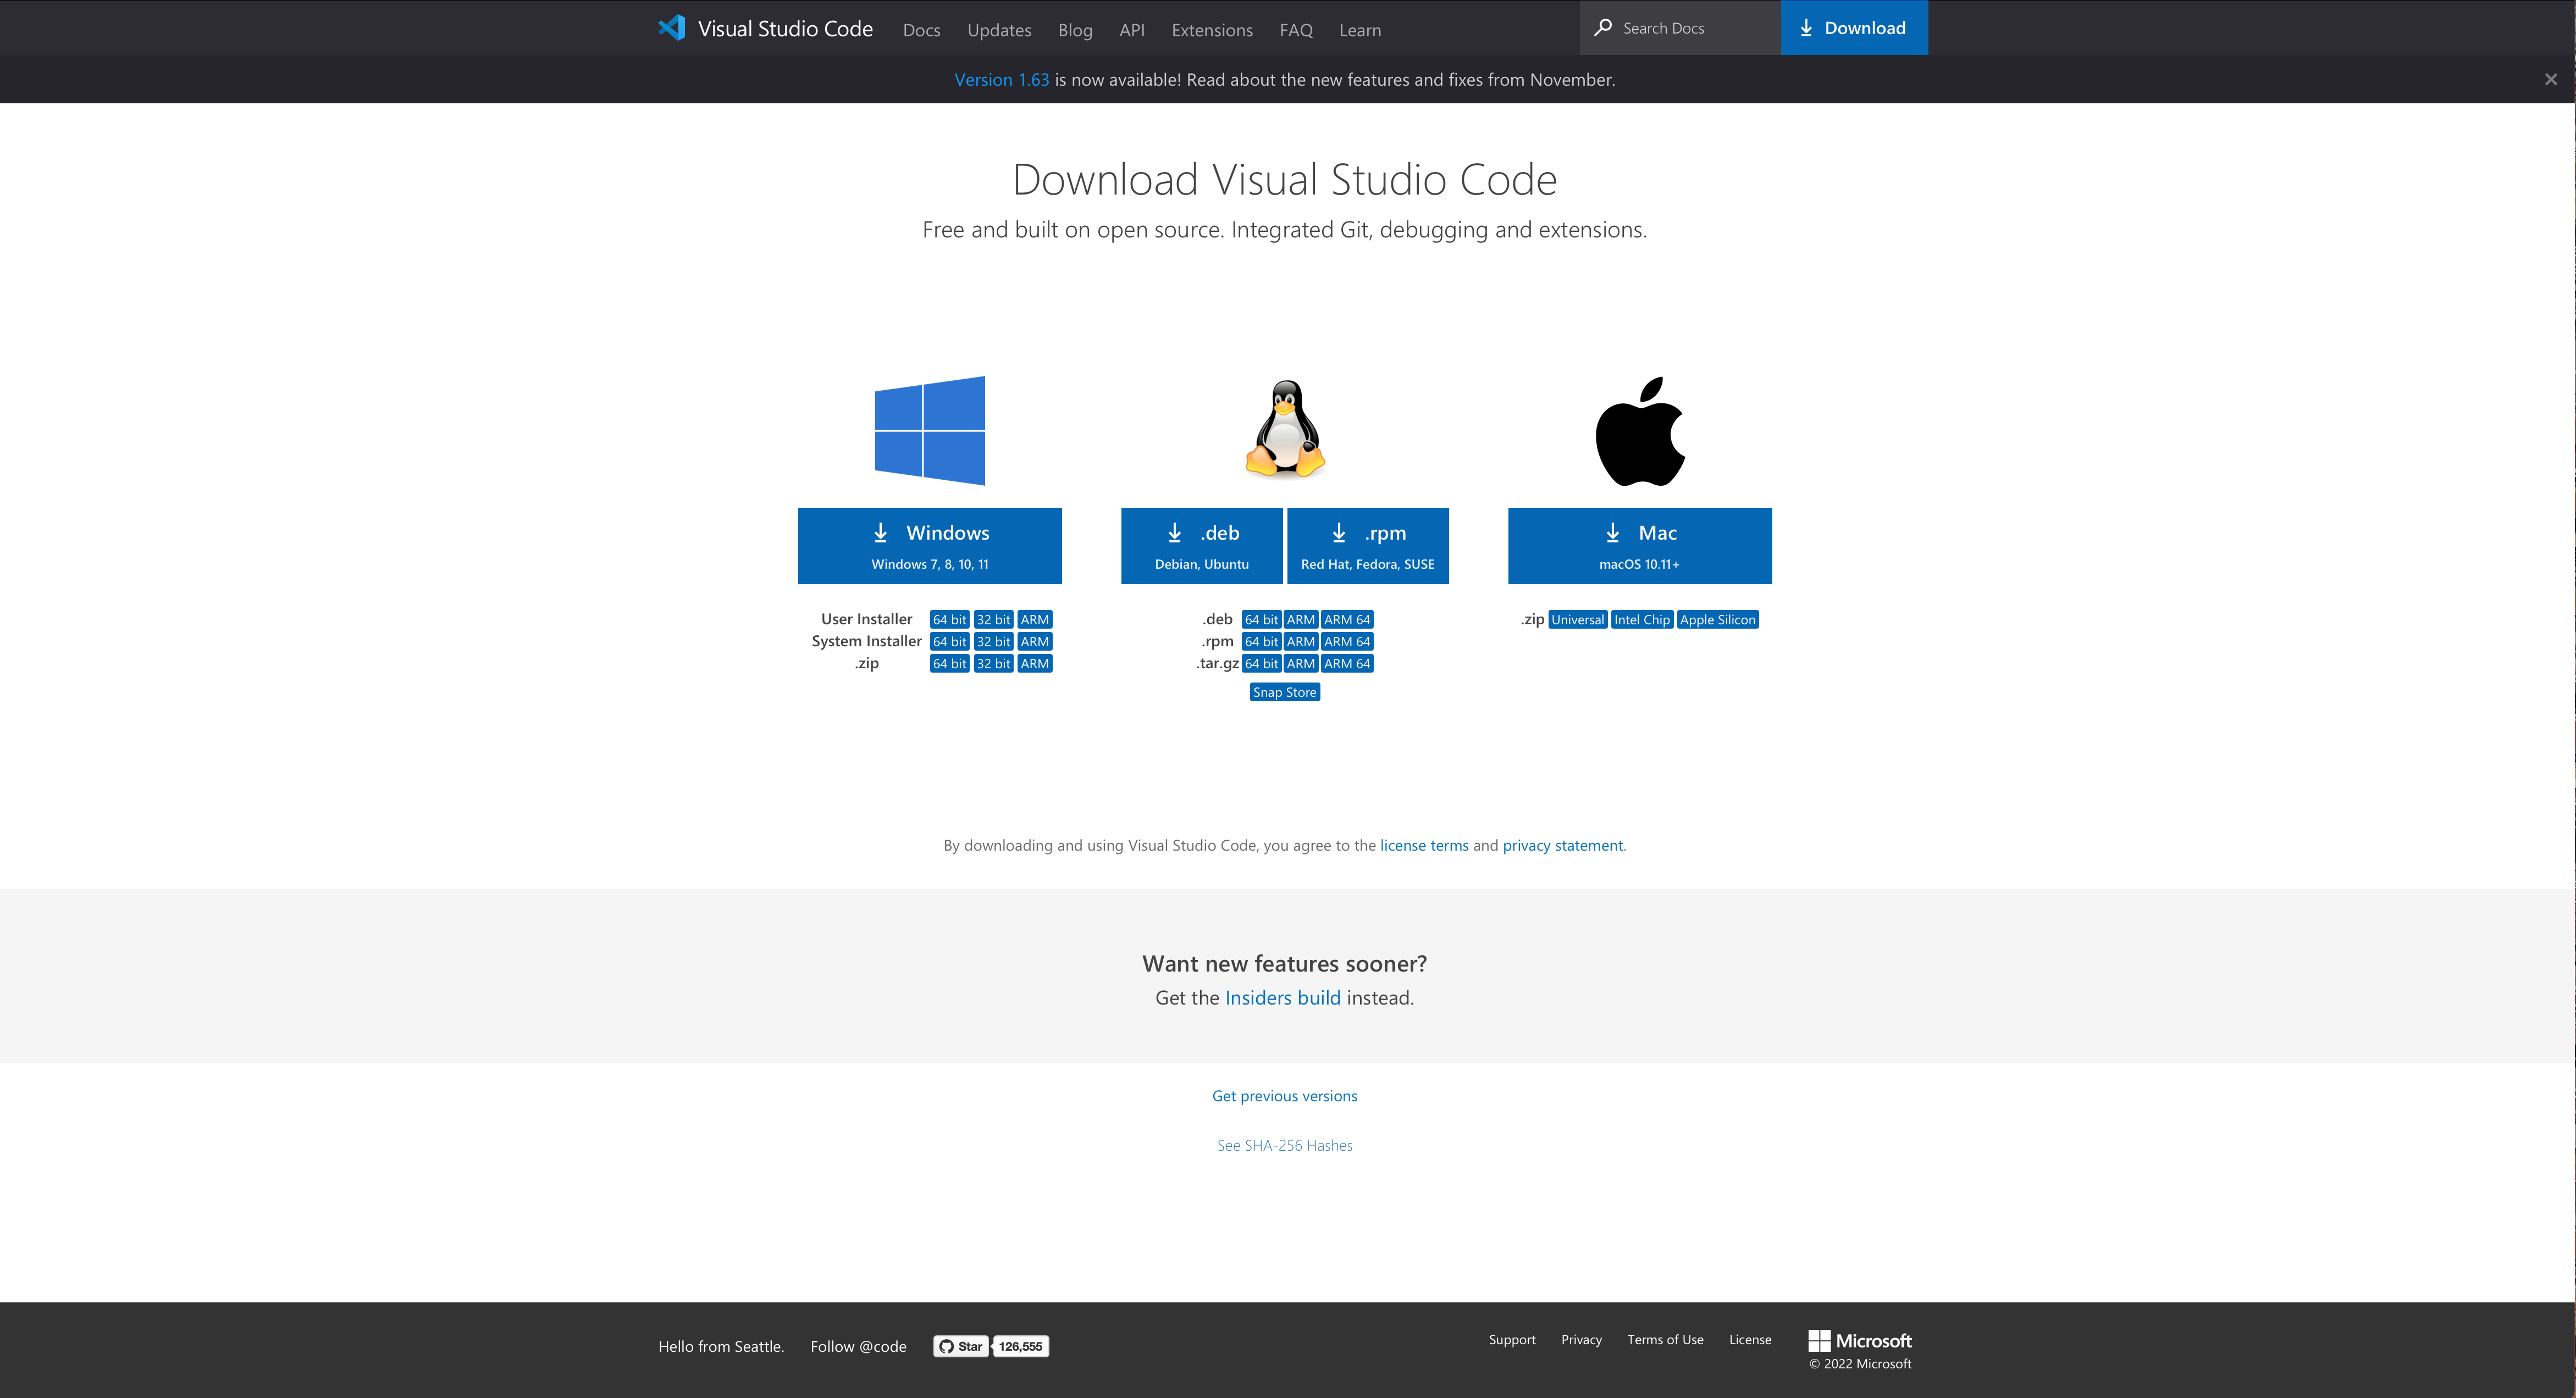 Visual Studio Code Docs Updates Blog API Extensions FAQ Learn Search Docs Download
Version 1.63 is now available! Read about the new features and fixes from November.
Download Visual Studio Code
Free and built on open source. Integrated Git, debugging and extensions.
Windows
Windows 7, 8, 10, 11
User Installer 64 bit 32 bit ARM
System Installer 64 bit 32 bit ARM
.zip 64 bit 32 bit ARM
.deb
Debian, Ubuntu
.rpm
Red Hat, Fedora, SUSE
.deb 64 bit ARM ARM 64
.rpm 64 bit ARM ARM 64
.tar.gz 64 bit ARM ARM 64
Snap Store
Mac
macOS 10.11+
.zip Universal Intel Chip Apple Silicon
By downloading and using Visual Studio Code, you agree to the license terms and privacy statement.
Want new features sooner?
Get the Insiders build instead.
Get previous versions
See SHA-256 Hashes
Hello from Seattle. Follow @code Star 126,555
Support Privacy Terms of Use License Microsoft
© 2022 Microsoft